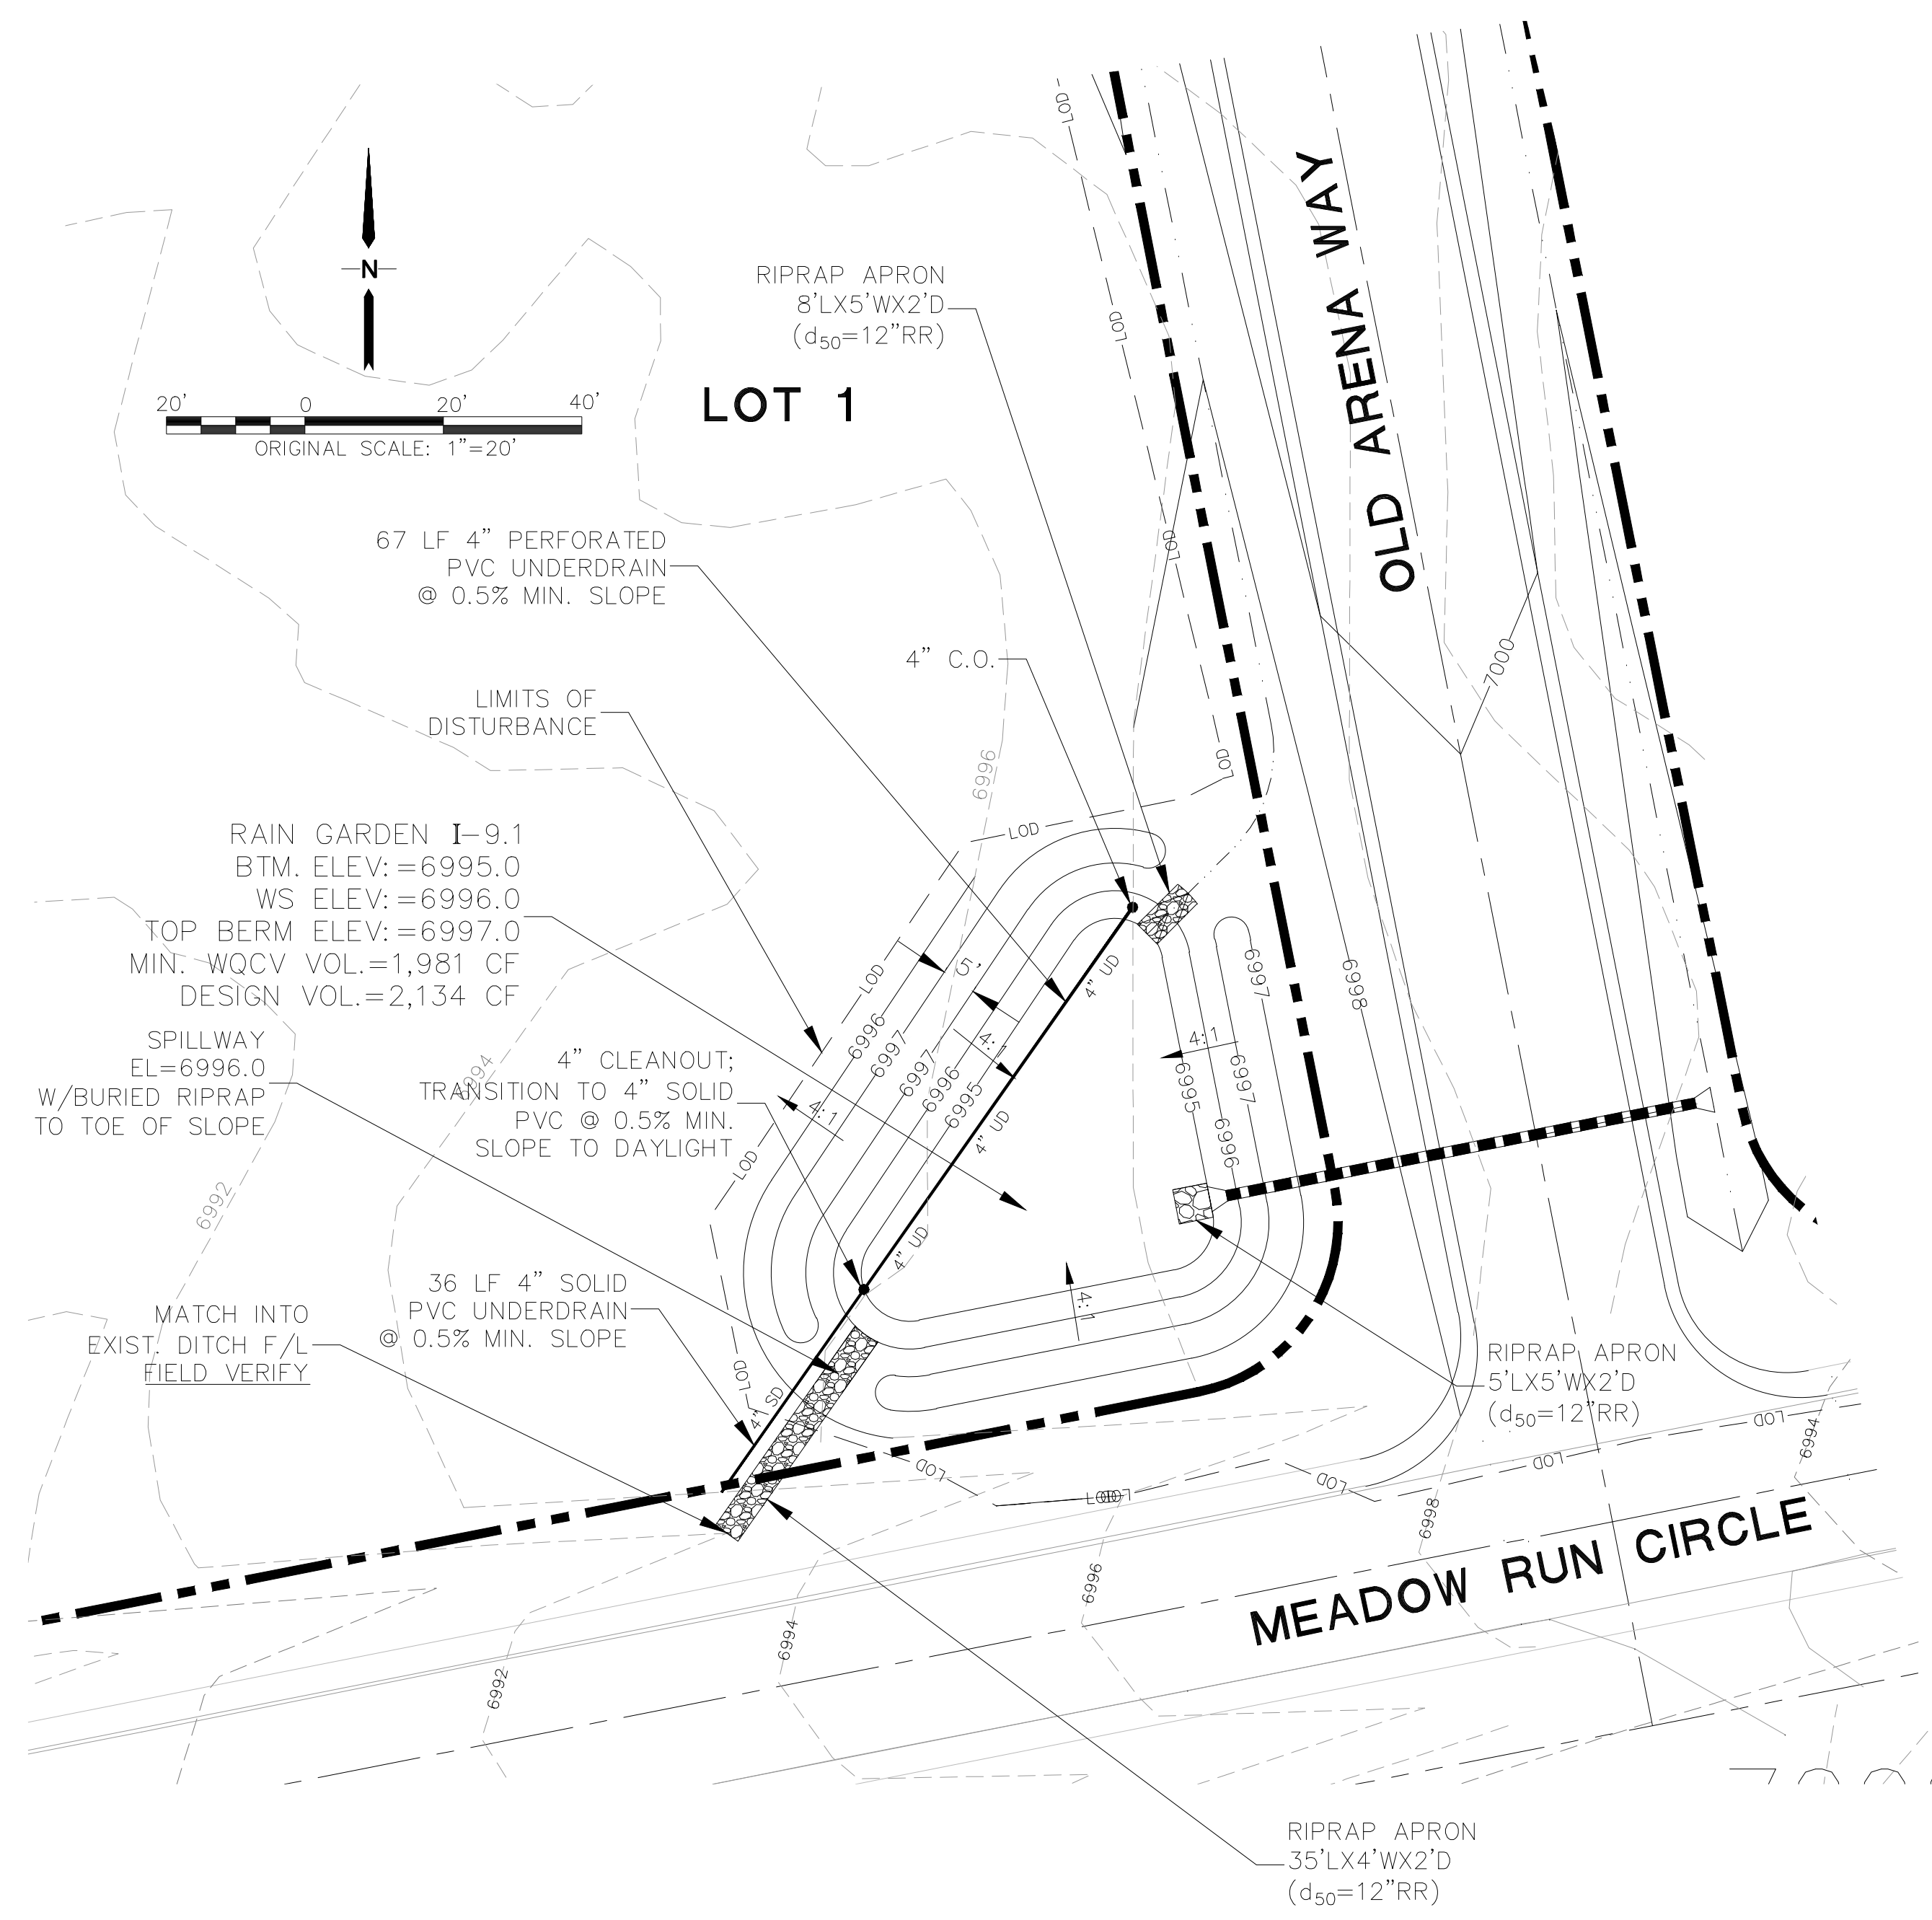 OLD ARENA WAY
LOD
LOD
LOD
LOD
N
20' 0 20' 40'
ORIGINAL SCALE: 1"=20'
RIPRAP APRON
8'LX5'WX2'D
(d50=12"RR)
LOT 1
67 LF 4" PERFORATED
PVC UNDERDRAIN
@ 0.5% MIN. SLOPE
4" C.O.
7000
LIMITS OF
DISTURBANCE
6996
LOD
RAIN GARDEN I-9.1
BTM. ELEV:=6995.0
WS ELEV:=6996.0
TOP BERM ELEV:=6997.0
MIN. WQCV VOL.=1,981 CF
DESIGN VOL.=2,134 CF
LOD
5'
4" UD
6997
6998
SPILLWAY
EL=6996.0
W/BURIED RIPRAP
TO TOE OF SLOPE
6994
4" CLEANOUT;
TRANSITION TO 4" SOLID
PVC @ 0.5% MIN.
SLOPE TO DAYLIGHT
6996
6997
6997
6996
6995
4:1
4:1
4:1
4" UD
6995
6997
6996
LOD
6992
4" UD
36 LF 4" SOLID
PVC UNDERDRAIN
@ 0.5% MIN. SLOPE
4:1
MATCH INTO
EXIST. DITCH F/L
FIELD VERIFY
LOD
4" SD
RIPRAP APRON
5'LX5'WX2'D
(d50=12"RR)
LOD
LOD
LOD
LOD
LOD
LOD
6994
6998
MEADOW RUN CIRCLE
6996
6994
6992
RIPRAP APRON
35'LX4'WX2'D
(d50=12"RR)